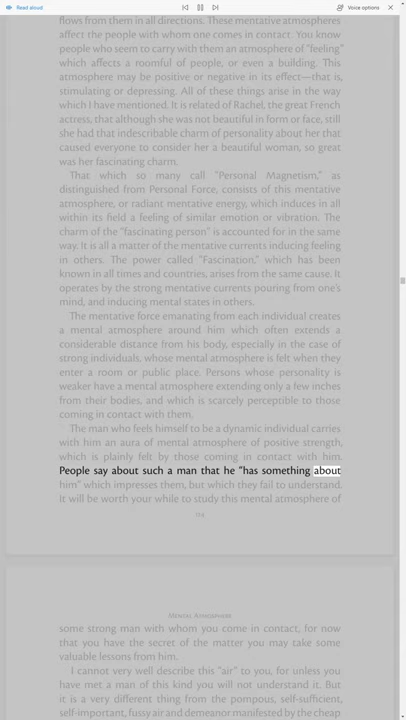 Read aloud
Voice options
flows from them in all directions. These mentative atmospheres
affect the people with whom one comes in contact. You know
people who seem to carry with them an atmosphere of "feeling"
which affects a roomful of people, or even a building. This
atmosphere may be positive or negative in its effect—that is,
stimulating or depressing. All of these things arise in the way
which I have mentioned. It is related of Rachel, the great French
actress, that although she was not beautiful in form or face, still
she had that indescribable charm of personality about her that
caused everyone to consider her a beautiful woman, so great
was her fascinating charm.
That which so many call "Personal Magnetism," as
distinguished from Personal Force, consists of this mentative
atmosphere, or radiant mentative energy, which induces in all
within its field a feeling of similar emotion or vibration. The
charm of the "fascinating person" is accounted for in the same
way. It is all a matter of the mentative currents inducing feeling
in others. The power called "Fascination," which has been
known in all times and countries, arises from the same cause. It
operates by the strong mentative currents pouring from one's
mind, and inducing mental states in others.
The mentative force emanating from each individual creates
a mental atmosphere around him which often extends a
considerable distance from his body, especially in the case of
strong individuals, whose mental atmosphere is felt when they
enter a room or public place. Persons whose personality is
weaker have a mental atmosphere extending only a few inches
from their bodies, and which is scarcely perceptible to those
coming in contact with them.
The man who feels himself to be a dynamic individual carries
with him an aura of mental atmosphere of positive strength,
which is plainly felt by those coming in contact with him.
People say about such a man that he "has something about
him" which impresses them, but which they fail to understand.
It will be worth your while to study this mental atmosphere of
Mental Atmosphere
some strong man with whom you come in contact, for now
that you have the secret of the matter you may take some
valuable lessons from him.
I cannot very well describe this "air" to you, for unless you
have met a man of this kind you will not understand it. But
it is a very different thing from the pompous, self-sufficient,
self-important, fussy air and demeanor manifested by the cheap